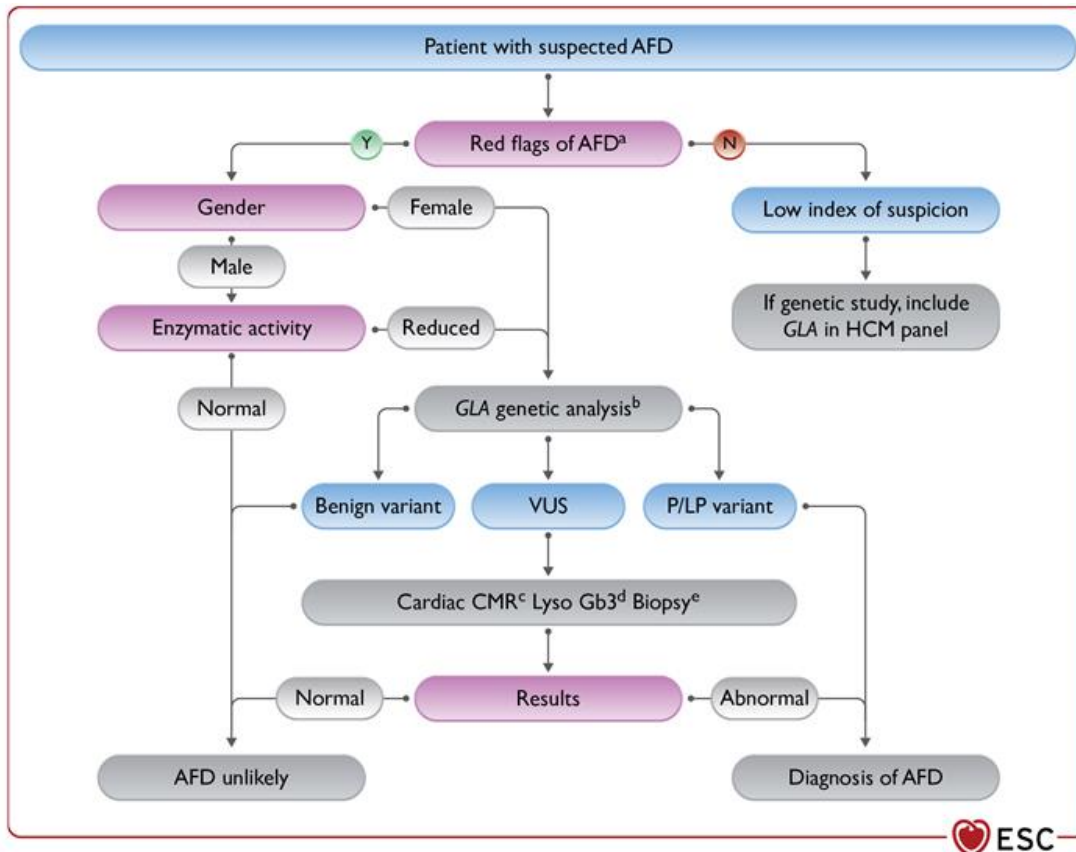 Patient with suspected AFD
Y
Red flags of AFDᵃ
N
Gender
Female
Low index of suspicion
Male
If genetic study, include
GLA in HCM panel
Enzymatic activity
Reduced
Normal
GLA genetic analysisᵇ
Benign variant
VUS
P/LP variant
Cardiac CMRᶜ Lyso Gb3ᵈ Biopsyᵉ
Normal
Results
Abnormal
AFD unlikely
Diagnosis of AFD
ESC